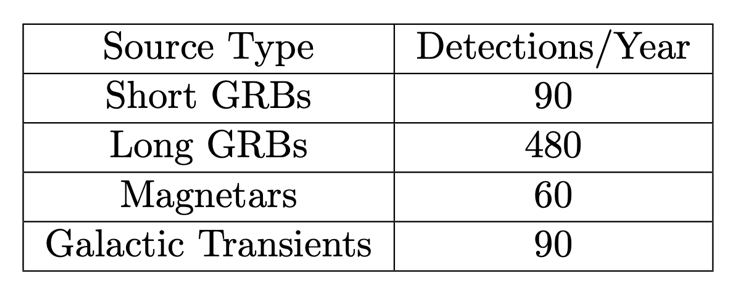 Source Type Detections/Year
Short GRBs 90
Long GRBs 480
Magnetars 60
Galactic Transients 90